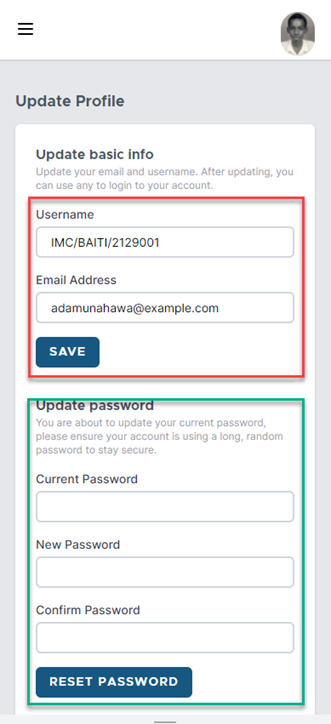 Update Profile
Update basic info
Update your email and username. After updating, you
can use any to login to your account.
Username
IMC/BAITI/2129001
Email Address
adamunahawa@example.com
SAVE
Update password
You are about to update your current password,
please ensure your account is using a long, random
password to stay secure.
Current Password
New Password
Confirm Password
RESET PASSWORD